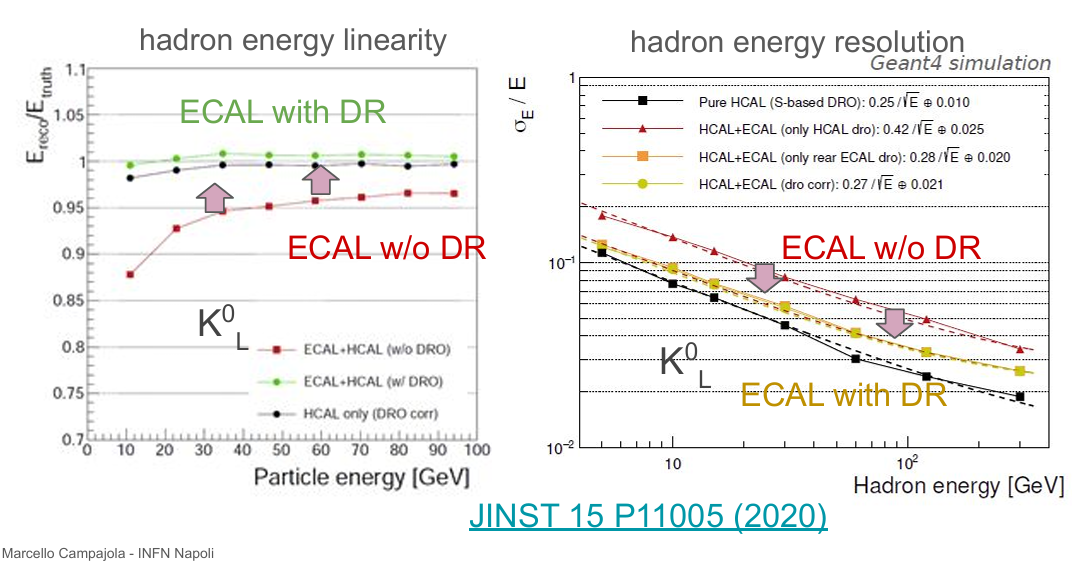 hadron energy linearity
hadron energy resolution
Geant4 simulation
E_reco/E_truth
1.1
1.05
1
0.95
0.9
0.85
0.8
0.75
0.7
ECAL with DR
ECAL w/o DR
K⁰_L
ECAL+HCAL (w/o DRO)
ECAL+HCAL (w/ DRO)
HCAL only (DRO corr)
0 10 20 30 40 50 60 70 80 90 100
Particle energy [GeV]
σ_E / E
1
10⁻¹
10⁻²
Pure HCAL (S-based DRO): 0.25 /√E ⊕ 0.010
HCAL+ECAL (only HCAL dro): 0.42 /√E ⊕ 0.025
HCAL+ECAL (only rear ECAL dro): 0.28 /√E ⊕ 0.020
HCAL+ECAL (dro corr): 0.27 /√E ⊕ 0.021
ECAL w/o DR
K⁰_L
ECAL with DR
10 10²
Hadron energy [GeV]
JINST 15 P11005 (2020)
Marcello Campajola - INFN Napoli